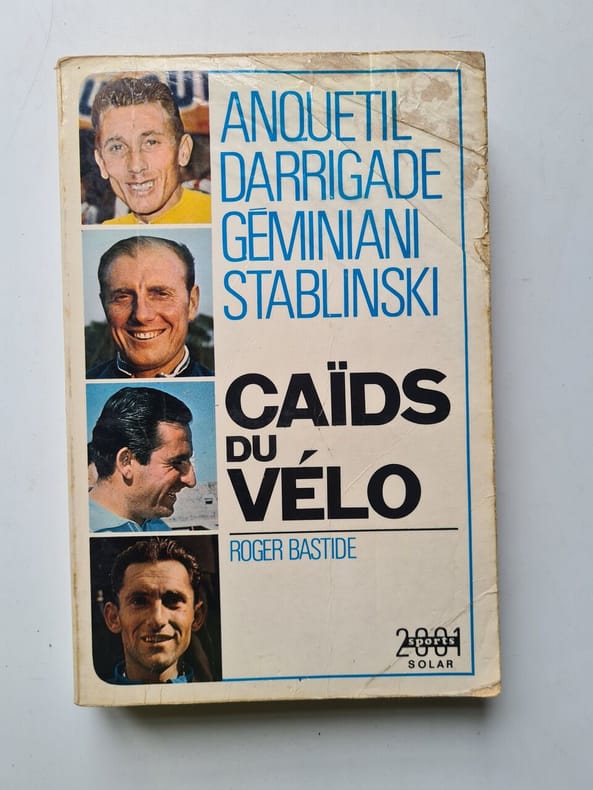 ANQUETIL
DARRIGADE
GÉMINIANI
STABLINSKI
CAÏDS
DU
VÉLO
ROGER BASTIDE
2001
sports
SOLAR